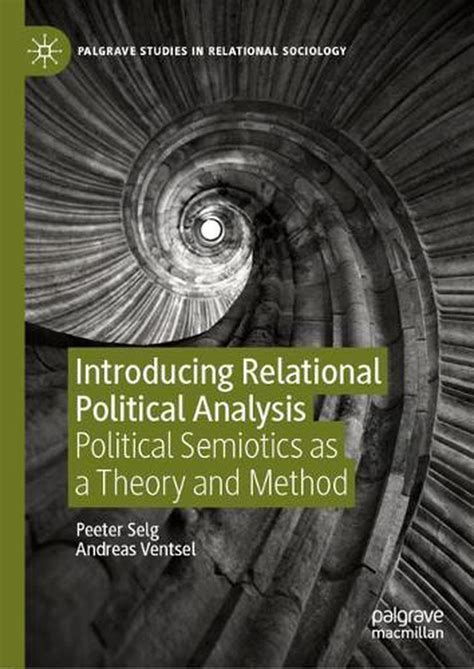 PALGRAVE STUDIES IN RELATIONAL SOCIOLOGY
Introducing Relational
Political Analysis
Political Semiotics as
a Theory and Method
Peeter Selg
Andreas Ventsel
palgrave
macmillan